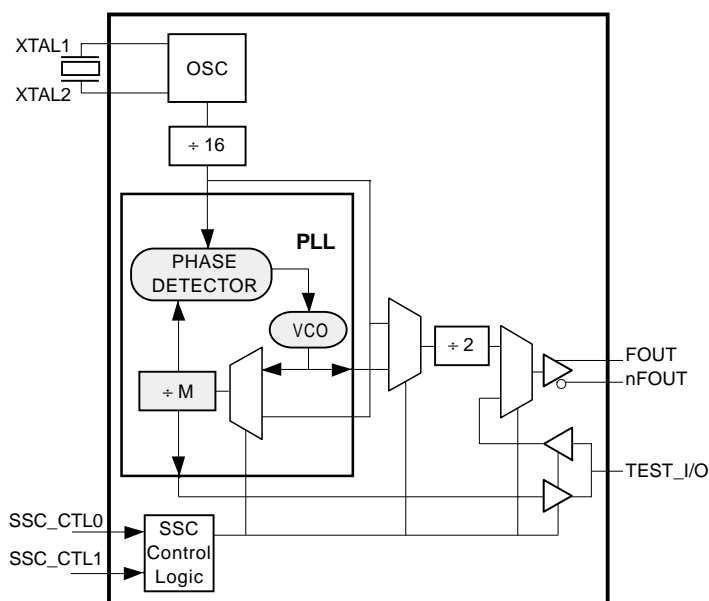 XTAL1
OSC
XTAL2
÷ 16
PLL
PHASE
DETECTOR
VCO
÷ 2
FOUT
nFOUT
÷ M
TEST_I/O
SSC_CTL0
SSC_CTL1
SSC
Control
Logic